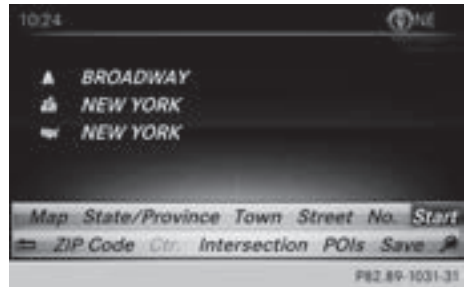 10:24 NE
BROADWAY
NEW YORK
NEW YORK
Map State/Province Town Street No. Start
ZIP Code Ctr. Intersection POIs Save
P82.89-1031-31